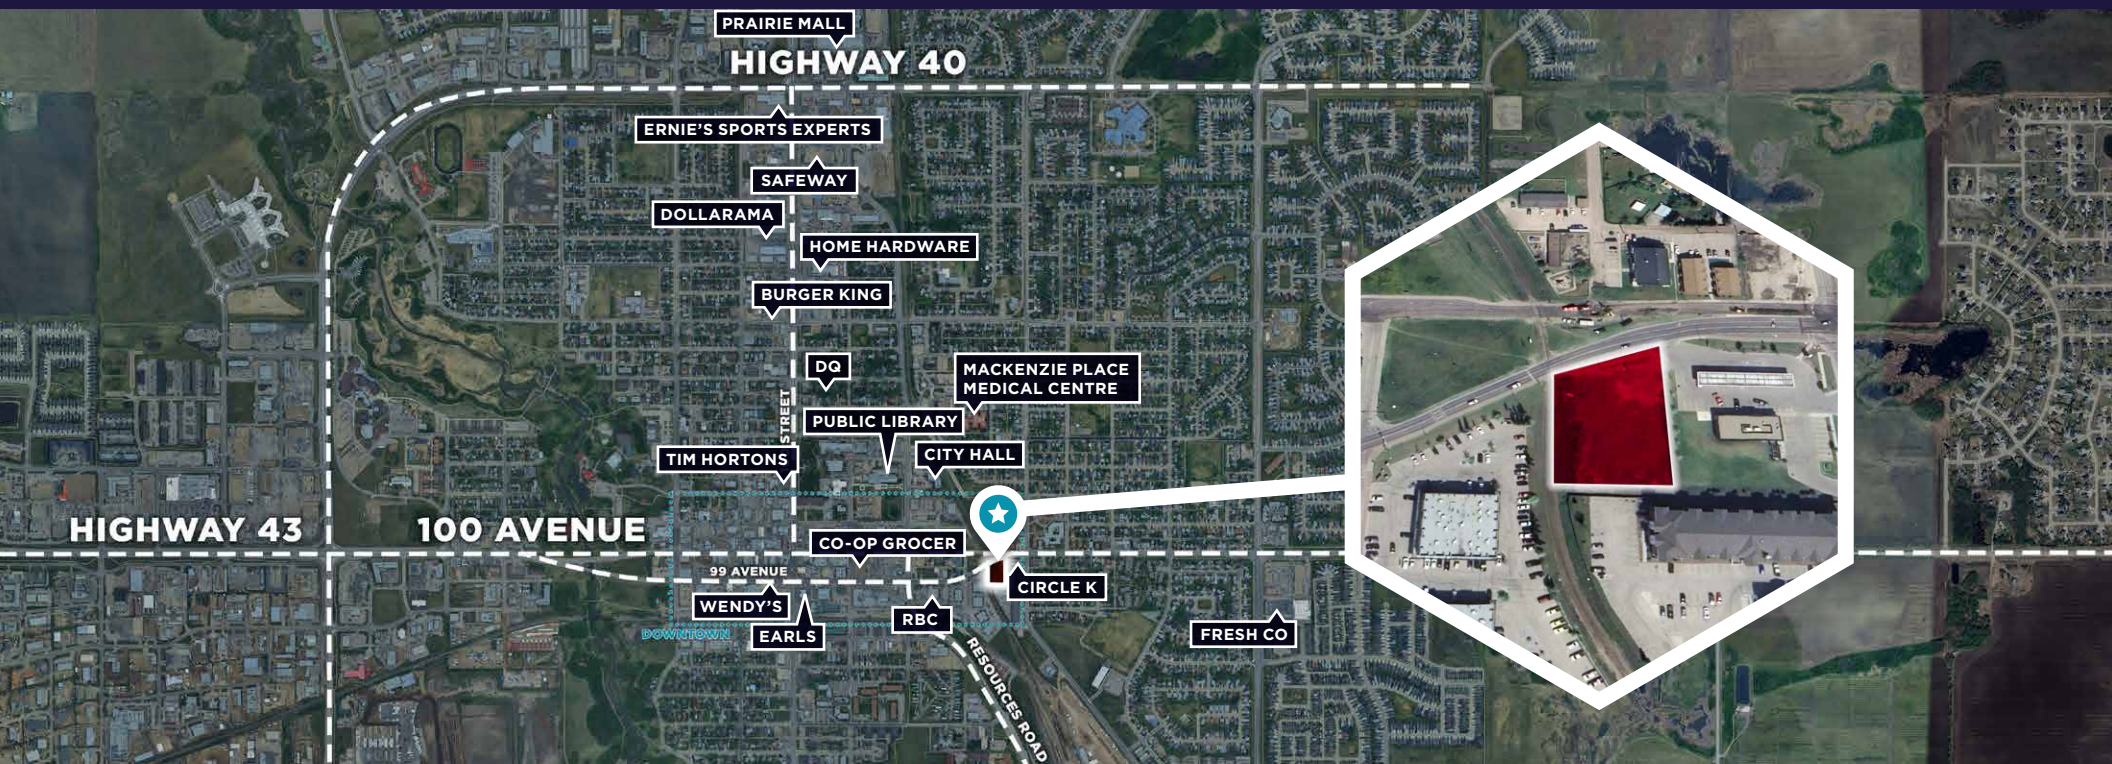 PRAIRIE MALL
HIGHWAY 40
ERNIE'S SPORTS EXPERTS
SAFEWAY
DOLLARAMA
HOME HARDWARE
BURGER KING
DQ
MACKENZIE PLACE
MEDICAL CENTRE
STREET
PUBLIC LIBRARY
CITY HALL
TIM HORTONS
HIGHWAY 43
100 AVENUE
CO-OP GROCER
99 AVENUE
CIRCLE K
WENDY'S
RBC
EARLS
DOWNTOWN
FRESH CO
RESOURCES ROAD